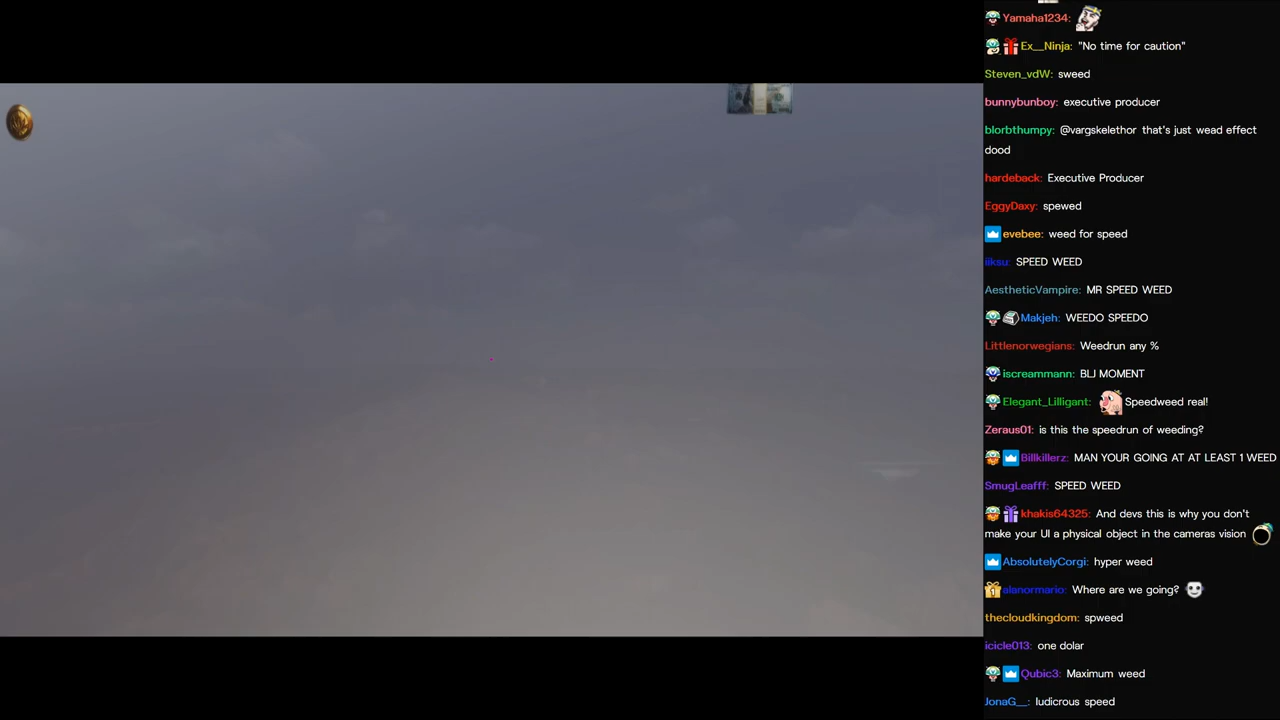 Yamaha1234:
Ex__Ninja: "No time for caution"
Steven_vdW: sweed
bunnybunboy: executive producer
blorbthumpy: @vargskelethor that's just wead effect
dood
hardeback: Executive Producer
EggyDaxy: spewed
evebee: weed for speed
iiksu: SPEED WEED
AestheticVampire: MR SPEED WEED
Makjeh: WEEDO SPEEDO
Littlenorwegians: Weedrun any %
iscreammann: BLJ MOMENT
Elegant_Lilligant: Speedweed real!
Zeraus01: is this the speedrun of weeding?
Billkillerz: MAN YOUR GOING AT AT LEAST 1 WEED
SmugLeafff: SPEED WEED
khakis64325: And devs this is why you don't
make your UI a physical object in the cameras vision
AbsolutelyCorgi: hyper weed
alanormario: Where are we going?
thecloudkingdom: spweed
icicle013: one dolar
Qubic3: Maximum weed
JonaG__: ludicrous speed